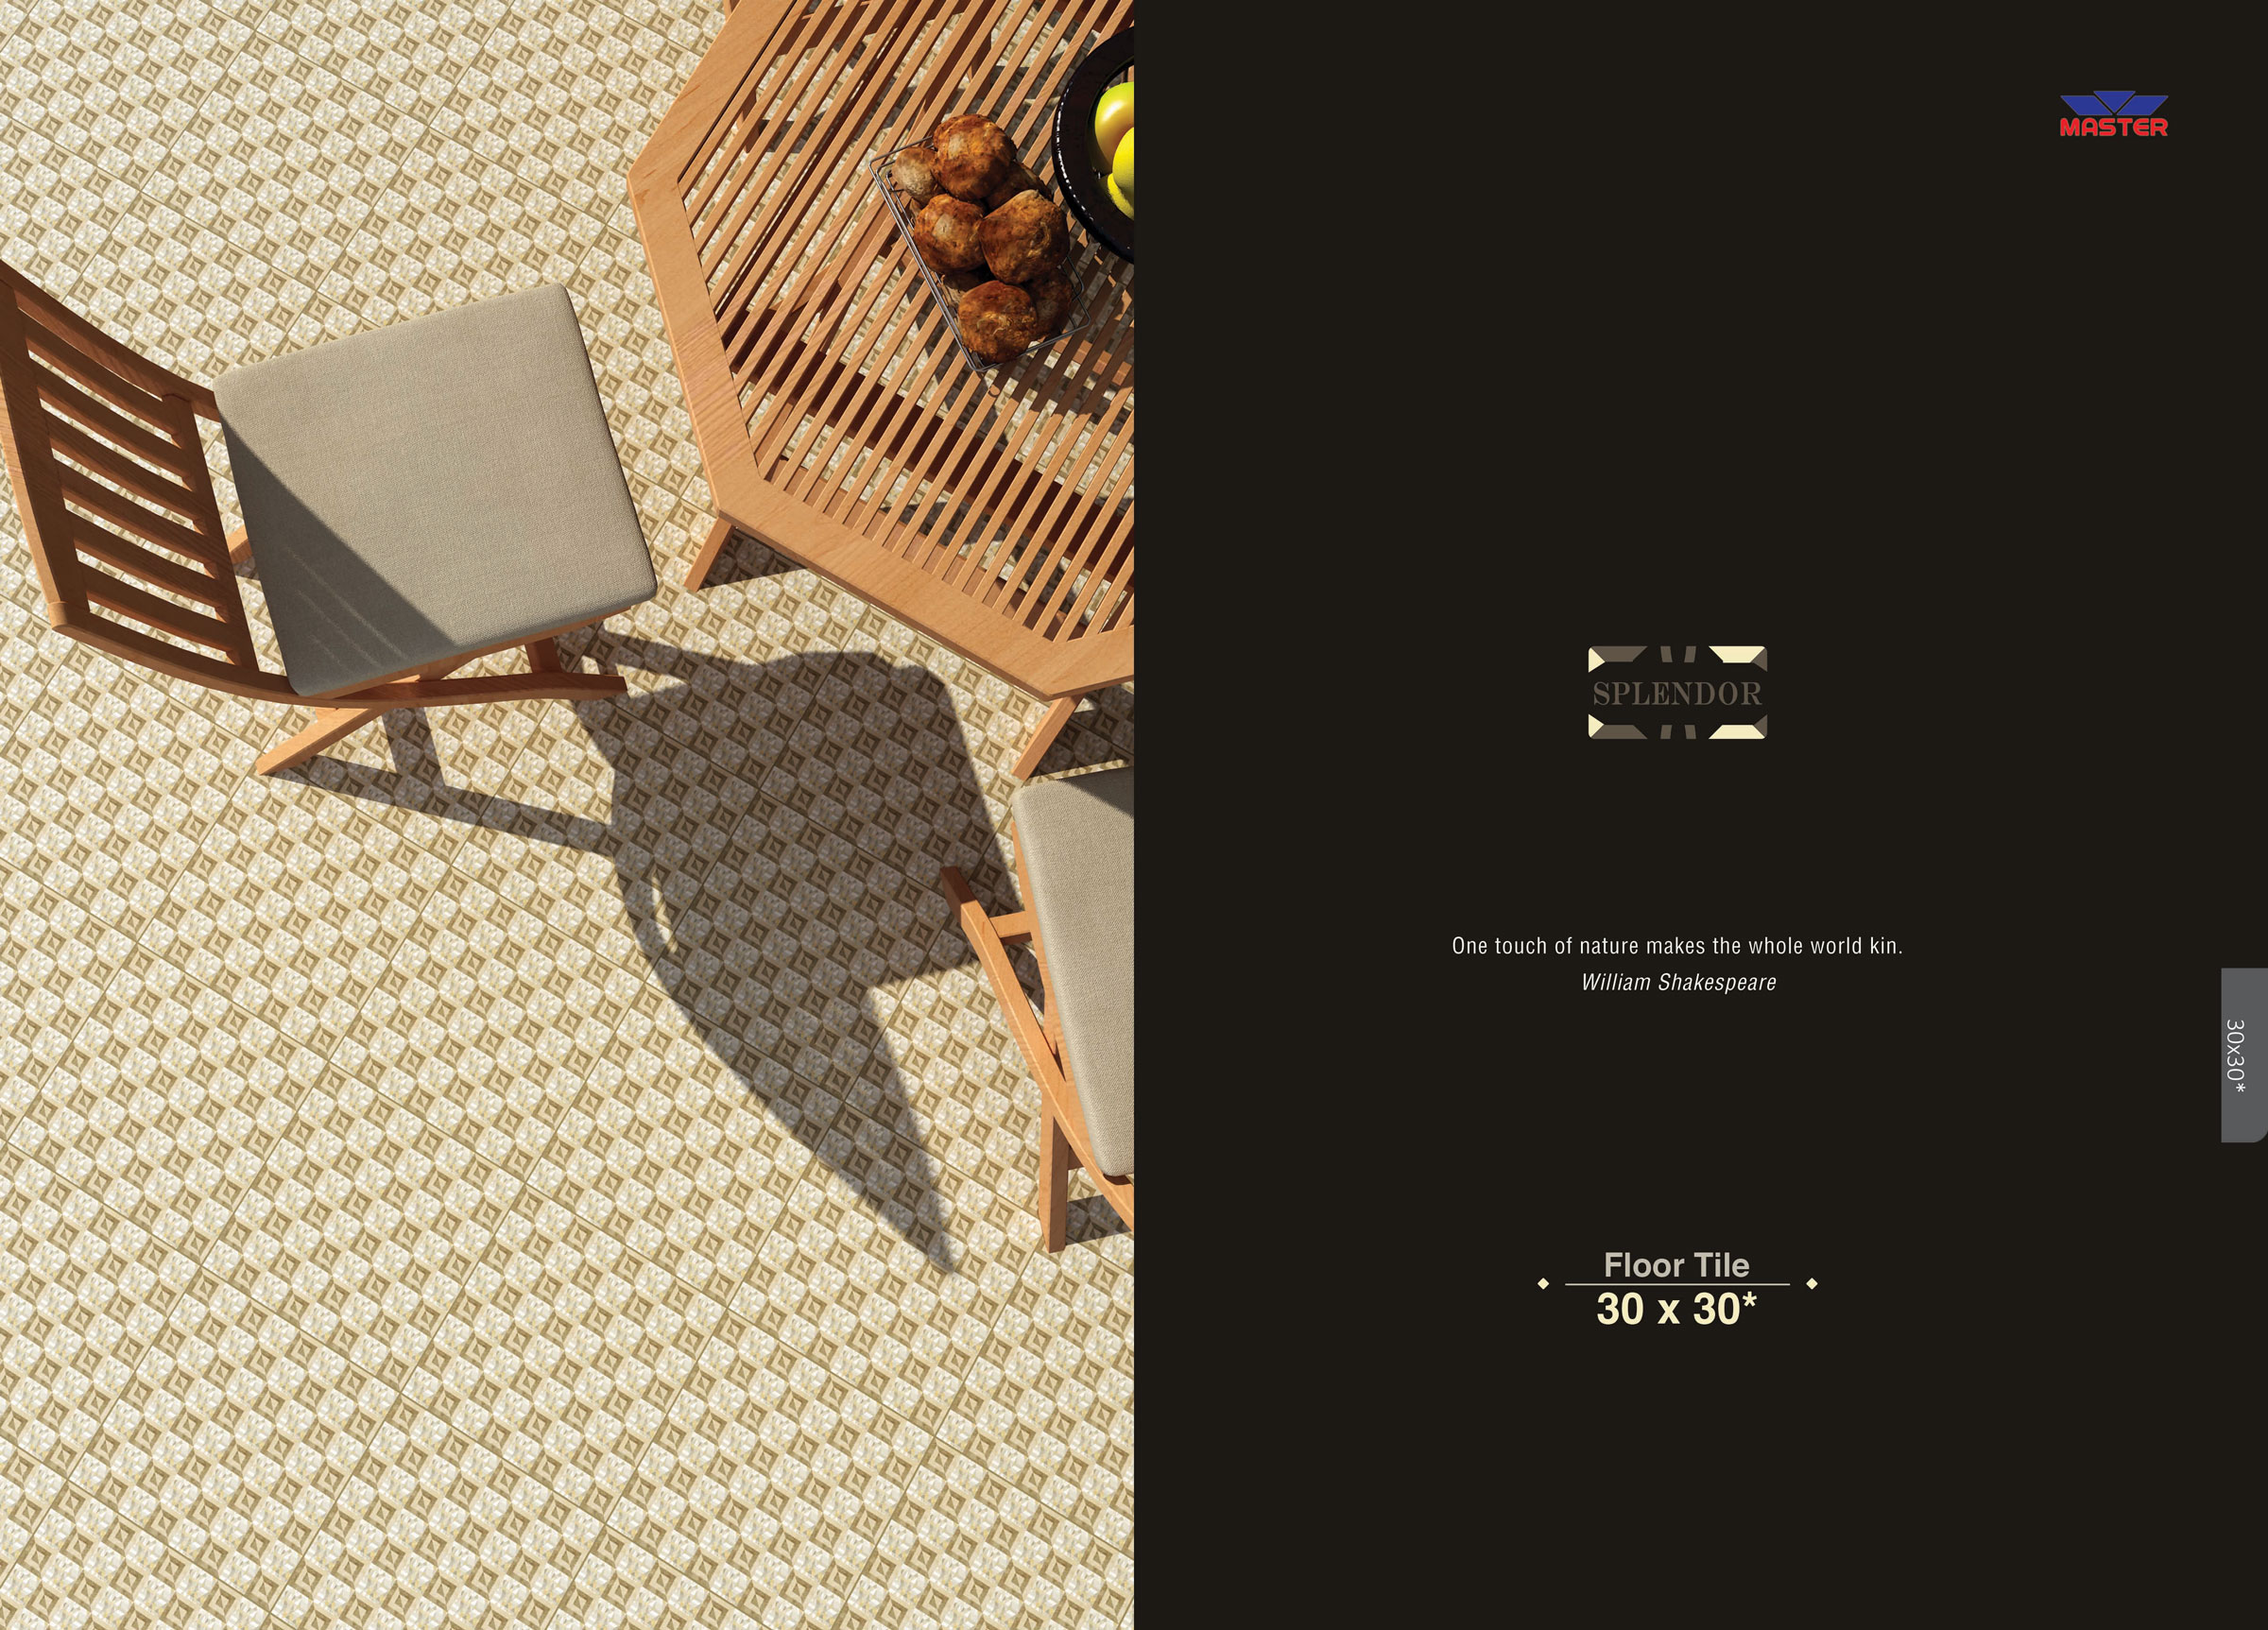 MASTER
SPLENDOR
One touch of nature makes the whole world kin.
William Shakespeare
30x30*
Floor Tile
30 x 30*